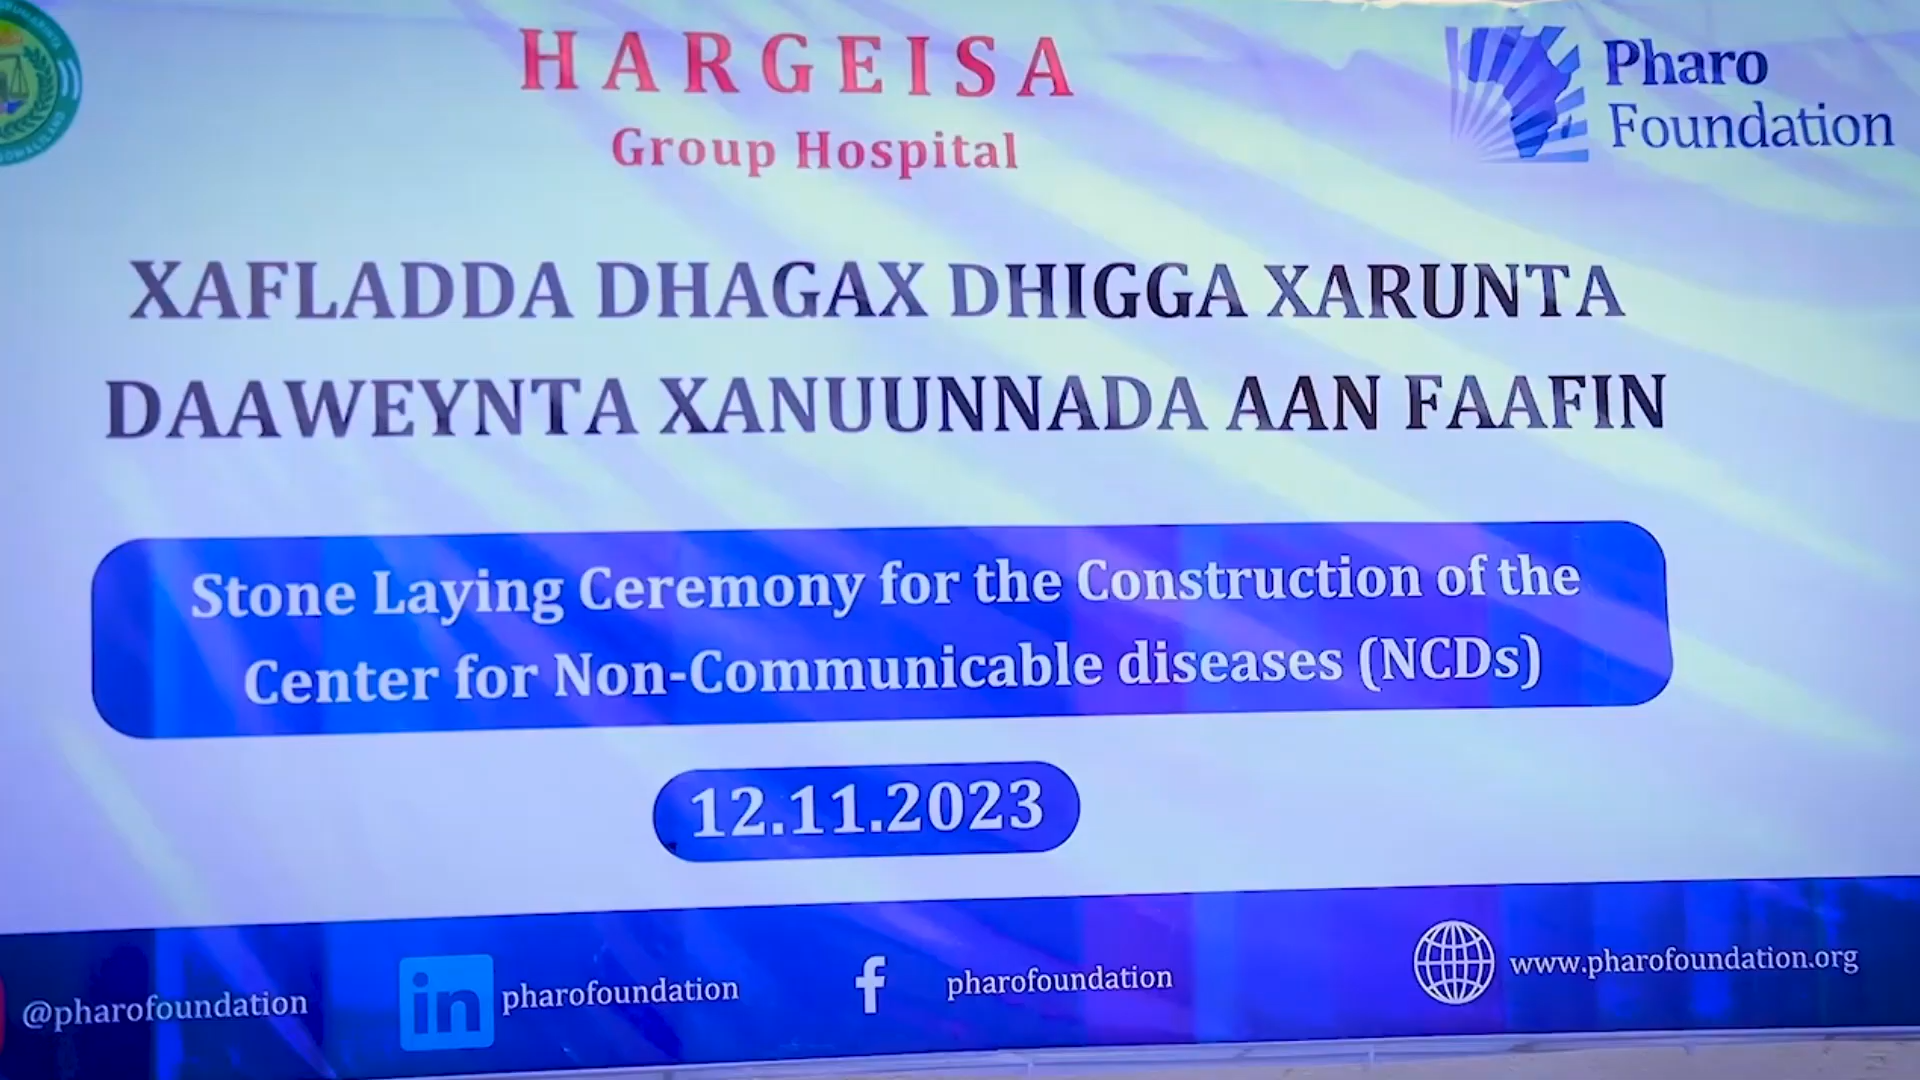 HARGEISA
Group Hospital
Pharo
Foundation
XAFLADDA DHAGAX DHIGGA XARUNTA
DAAWEYNTA XANUUNNADA AAN FAAFIN
Stone Laying Ceremony for the Construction of the
Center for Non-Communicable diseases (NCDs)
12.11.2023
@pharofoundation
in pharofoundation
f pharofoundation
www.pharofoundation.org